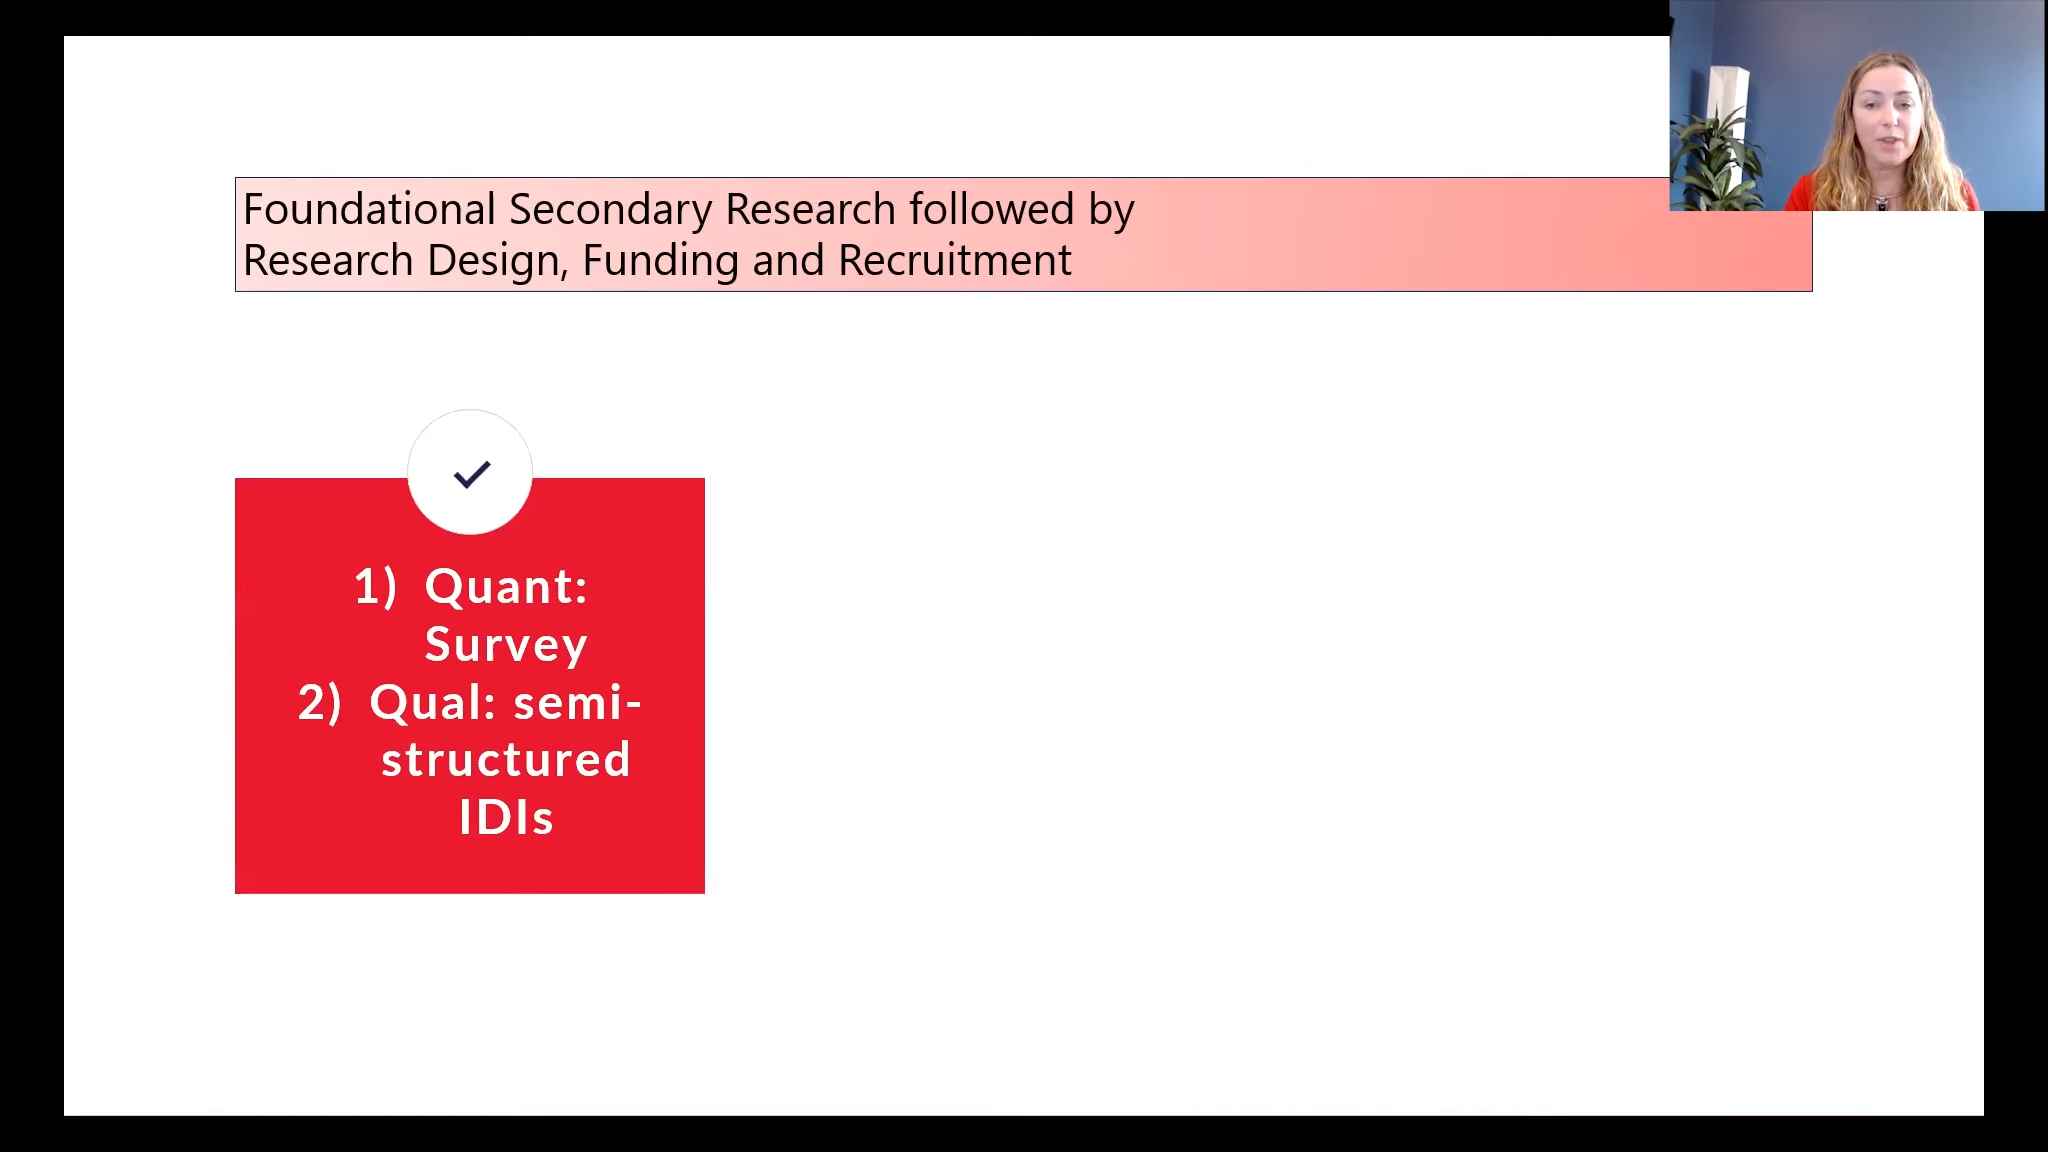 Foundational Secondary Research followed by
Research Design, Funding and Recruitment
1) Quant:
Survey
2) Qual: semi-
structured
IDIs